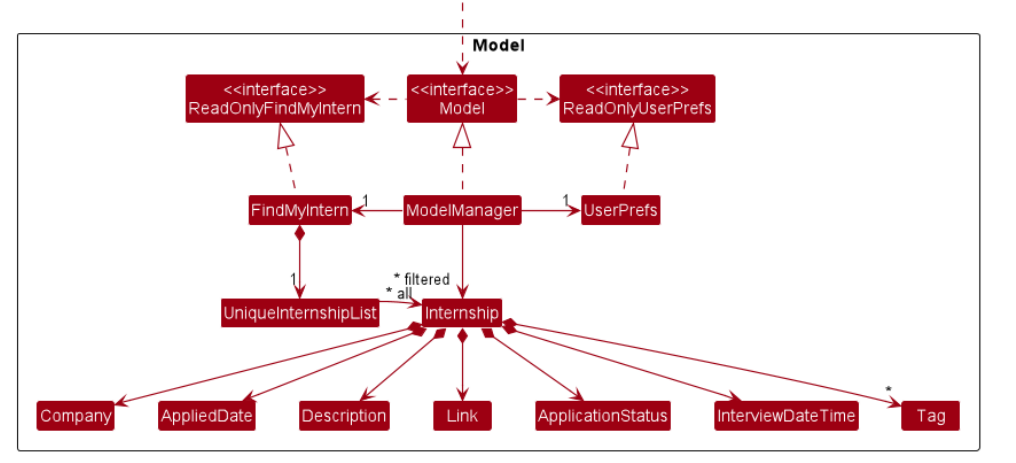 Model
<<interface>>
ReadOnlyFindMyIntern
<<interface>>
Model
<<interface>>
ReadOnlyUserPrefs
FindMyIntern
1
ModelManager
1
UserPrefs
1
* filtered
* all
UniqueInternshipList
Internship
*
Company
AppliedDate
Description
Link
ApplicationStatus
InterviewDateTime
Tag